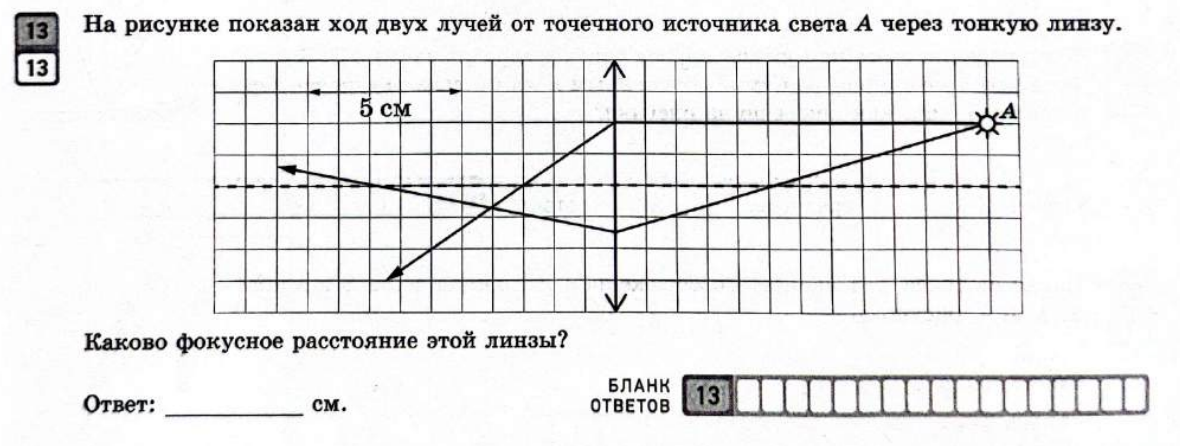 13
13
На рисунке показан ход двух лучей от точечного источника света A через тонкую линзу.
5 см
A
Каково фокусное расстояние этой линзы?
Ответ: ____________ см.
БЛАНК
ОТВЕТОВ
13